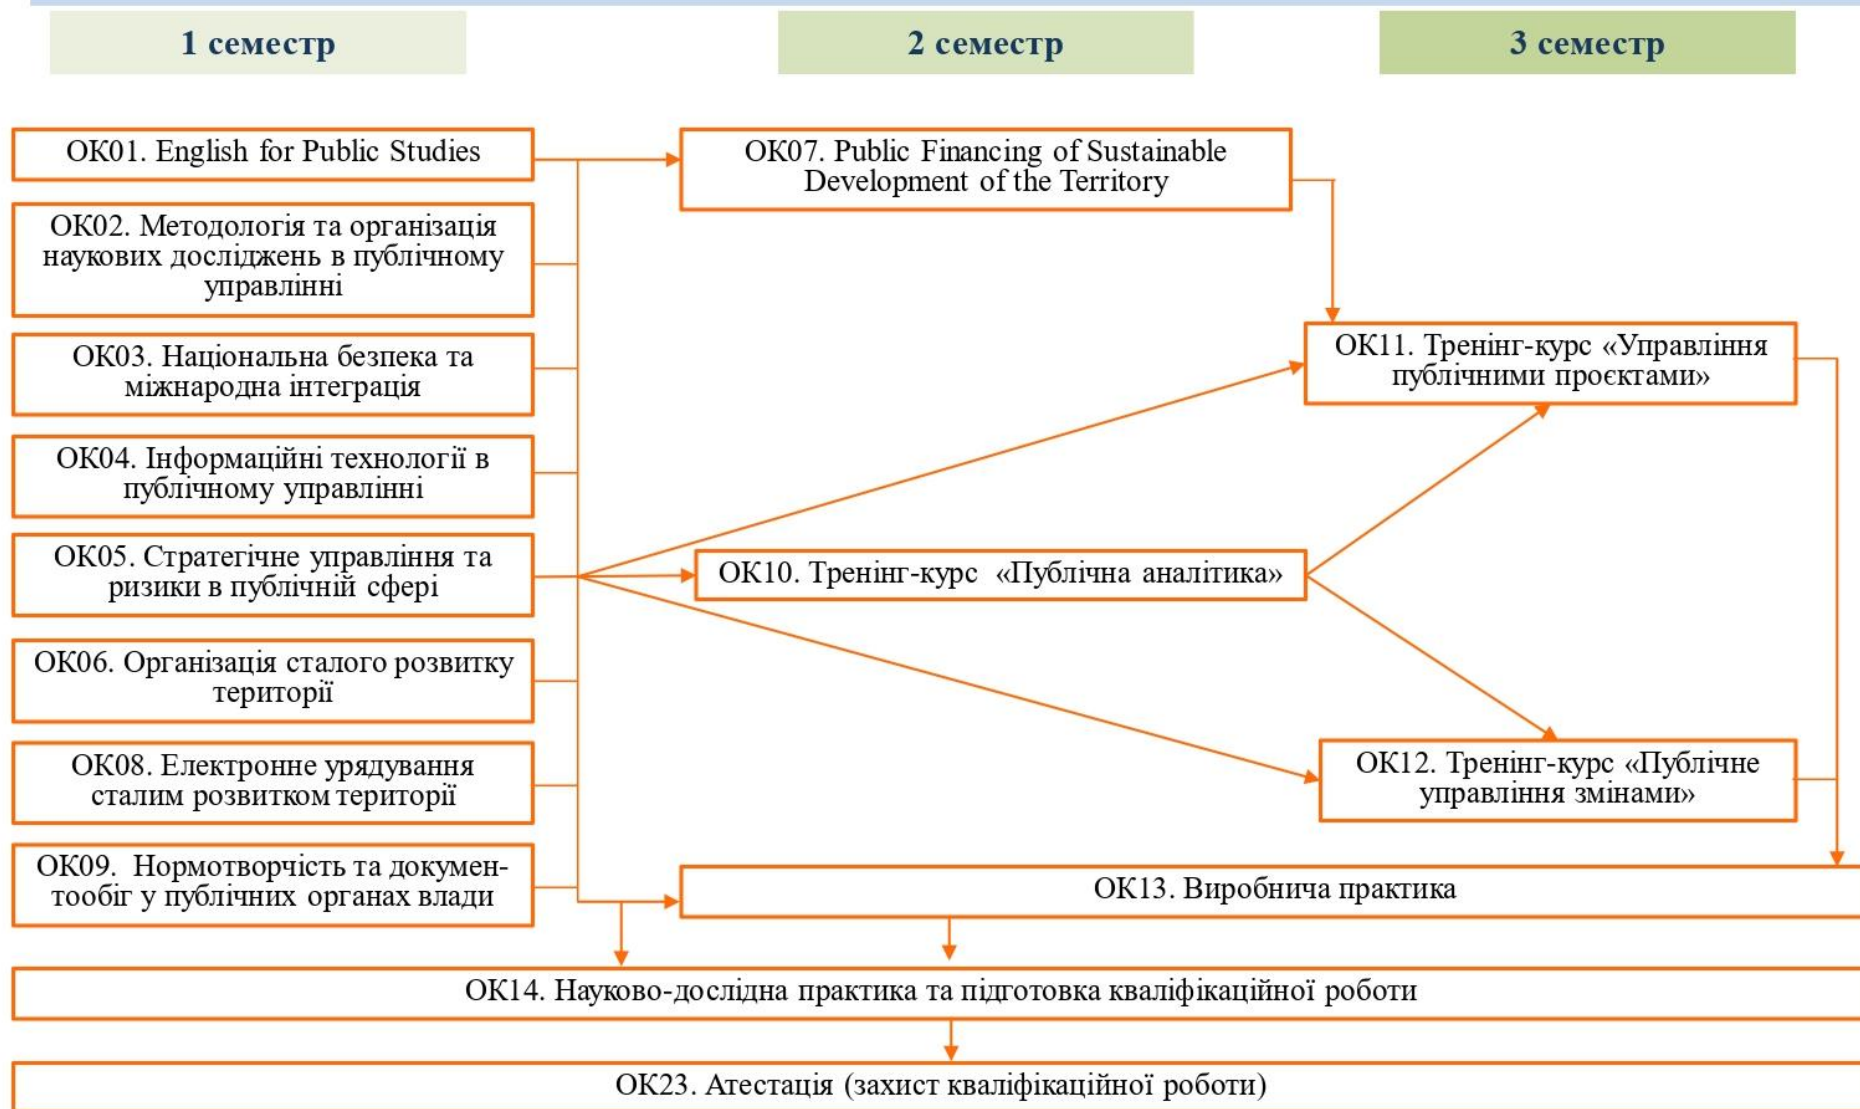 1 семестр
2 семестр
3 семестр
ОК01. English for Public Studies
ОК02. Методологія та організація
наукових досліджень в публічному
управлінні
ОК03. Національна безпека та
міжнародна інтеграція
ОК04. Інформаційні технології в
публічному управлінні
ОК05. Стратегічне управління та
ризики в публічній сфері
ОК06. Організація сталого розвитку
території
ОК08. Електронне урядування
сталим розвитком території
ОК09. Нормотворчість та докумен-
тообіг у публічних органах влади
ОК07. Public Financing of Sustainable
Development of the Territory
ОК10. Тренінг-курс «Публічна аналітика»
ОК11. Тренінг-курс «Управління
публічними проєктами»
ОК12. Тренінг-курс «Публічне
управління змінами»
ОК13. Виробнича практика
ОК14. Науково-дослідна практика та підготовка кваліфікаційної роботи
ОК23. Атестація (захист кваліфікаційної роботи)